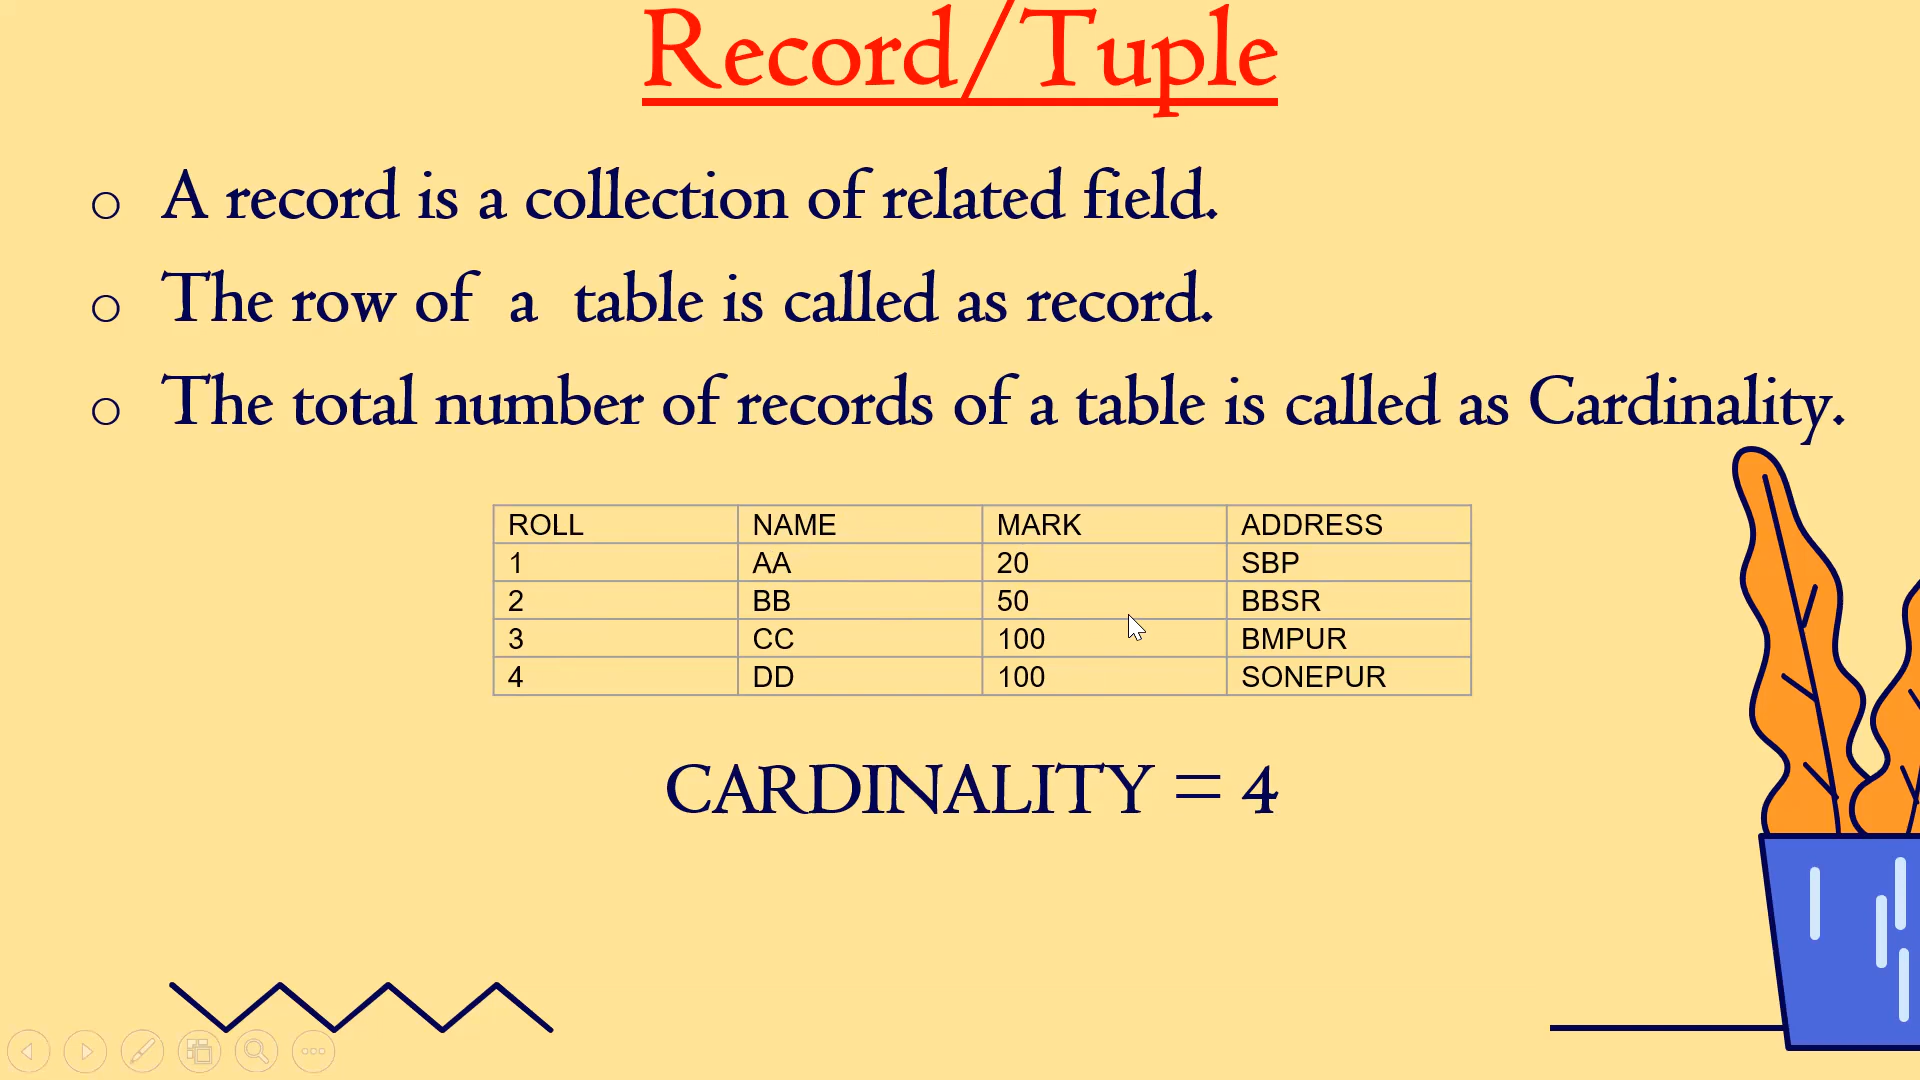 Record/Tuple
o A record is a collection of related field.
o The row of a table is called as record.
o The total number of records of a table is called as Cardinality.
ROLL NAME MARK ADDRESS
1 AA 20 SBP
2 BB 50 BBSR
3 CC 100 BMPUR
4 DD 100 SONEPUR
CARDINALITY = 4